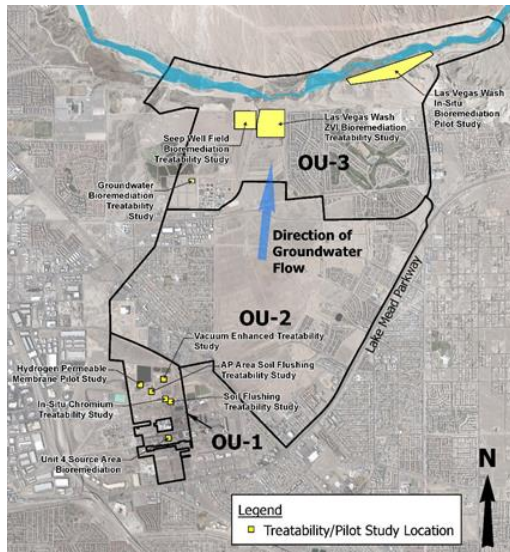 Las Vegas Wash
In-Situ
Bioremediation
Pilot Study
Seep Well Field
Bioremediation
Treatability Study
Las Vegas Wash
ZVI Bioremediation
Treatability Study
OU-3
Groundwater
Bioremediation
Treatability
Study
Direction of
Groundwater
Flow
Lake Mead Parkway
OU-2
Vacuum Enhanced Treatability
Study
Hydrogen Permeable
Membrane Pilot Study
AP Area Soil Flushing
Treatability Study
In-Situ Chromium
Treatability Study
Soil Flushing
Treatability Study
OU-1
Unit 4 Source Area
Bioremediation
N
Legend
Treatability/Pilot Study Location